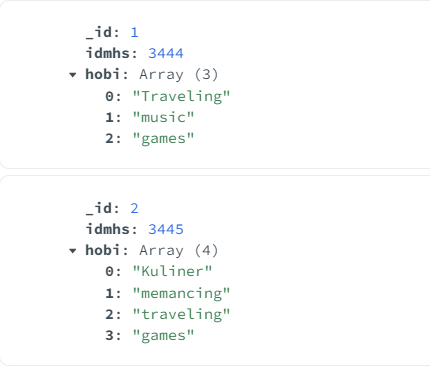 _id: 1
idmhs: 3444
hobi: Array (3)
0: "Traveling"
1: "music"
2: "games"
_id: 2
idmhs: 3445
hobi: Array (4)
0: "Kuliner"
1: "memancing"
2: "traveling"
3: "games"